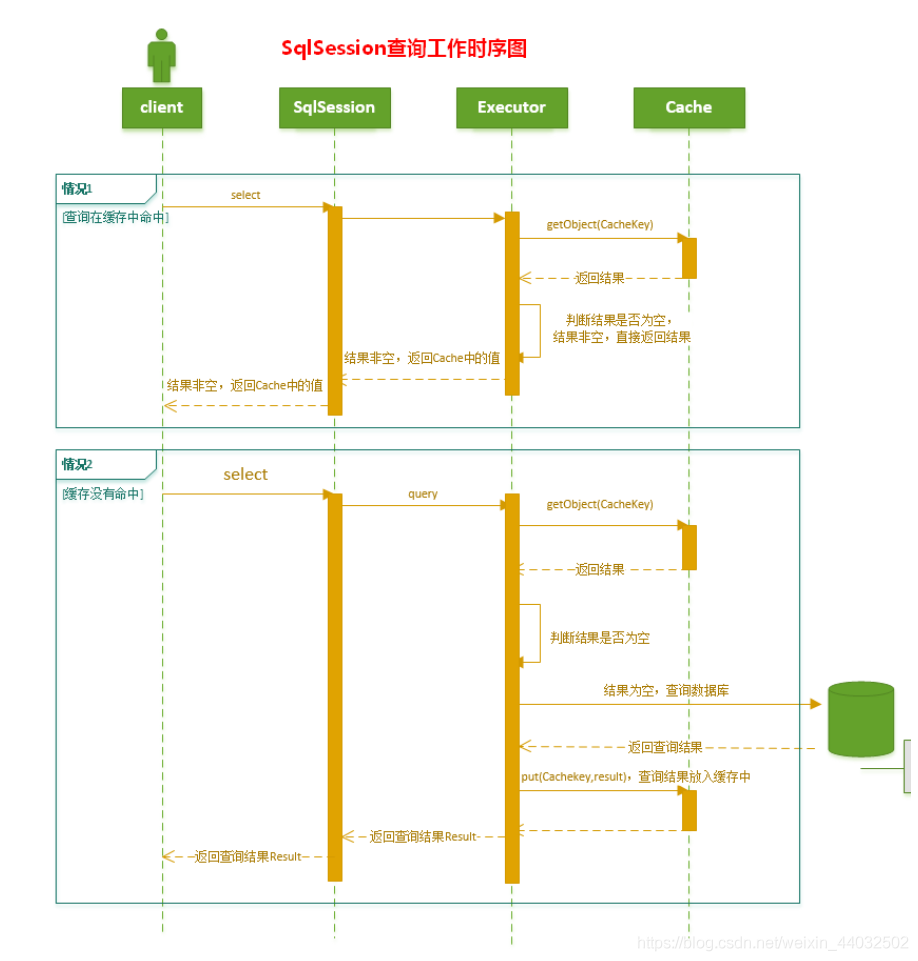 SqlSession查询工作时序图
client
SqlSession
Executor
Cache
情况1
[查询在缓存中命中]
select
getObject(CacheKey)
返回结果
判断结果是否为空，
结果非空，直接返回结果
结果非空，返回Cache中的值
结果非空，返回Cache中的值
情况2
[缓存没有命中]
select
query
getObject(CacheKey)
返回结果
判断结果是否为空
结果为空，查询数据库
返回查询结果
put(Cachekey,result)，查询结果放入缓存中
返回查询结果Result
返回查询结果Result
https://blog.csdn.net/weixin_44032502